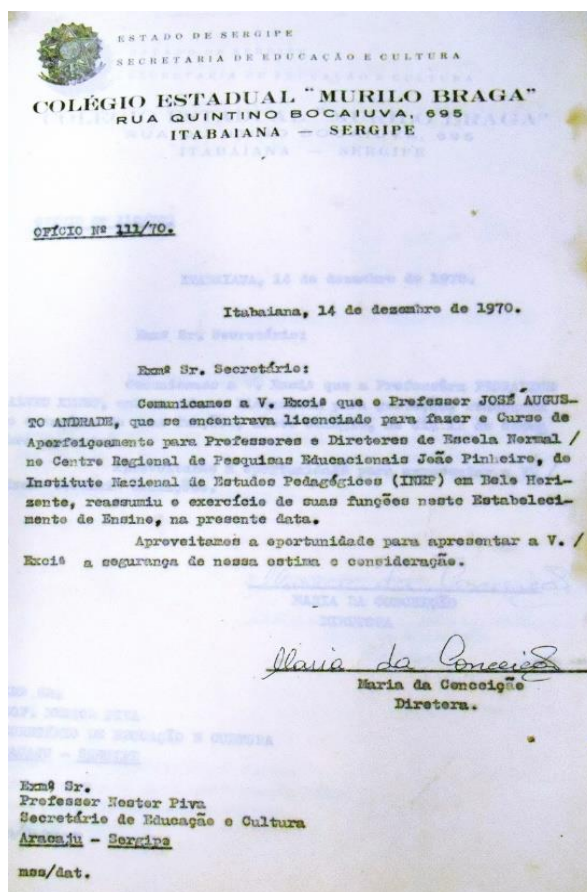 ESTADO DE SERGIPE
SECRETARIA DE EDUCAÇÃO E CULTURA
COLÉGIO ESTADUAL "MURILO BRAGA"
RUA QUINTINO BOCAIUVA, 695
ITABAIANA — SERGIPE
OFÍCIO Nº 111/70.
Itabaiana, 14 de dezembro de 1970.
Exmº Sr. Secretário:
Comunicamos a V. Exciª que o Professor JOSÉ AUGUS-
TO ANDRADE, que se encontrava licenciado para fazer o Curso de
Aperfeiçoamento para Professores e Diretores de Escola Normal /
no Centro Regional de Pesquisas Educacionais João Pinheiro, do
Instituto Nacional de Estudos Pedagógicos (INEP) em Belo Hori-
zonte, reassumiu o exercício de suas funções neste Estabeleci-
mento de Ensino, na presente data.
Aproveitamos a oportunidade para apresentar a V. /
Exciª a segurança de nossa estima e consideração.
Maria da Conceição
Maria da Conceição
Diretora.
Exmº Sr.
Professor Nestor Piva
Secretário de Educação e Cultura
Aracaju - Sergipe
mss/dat.